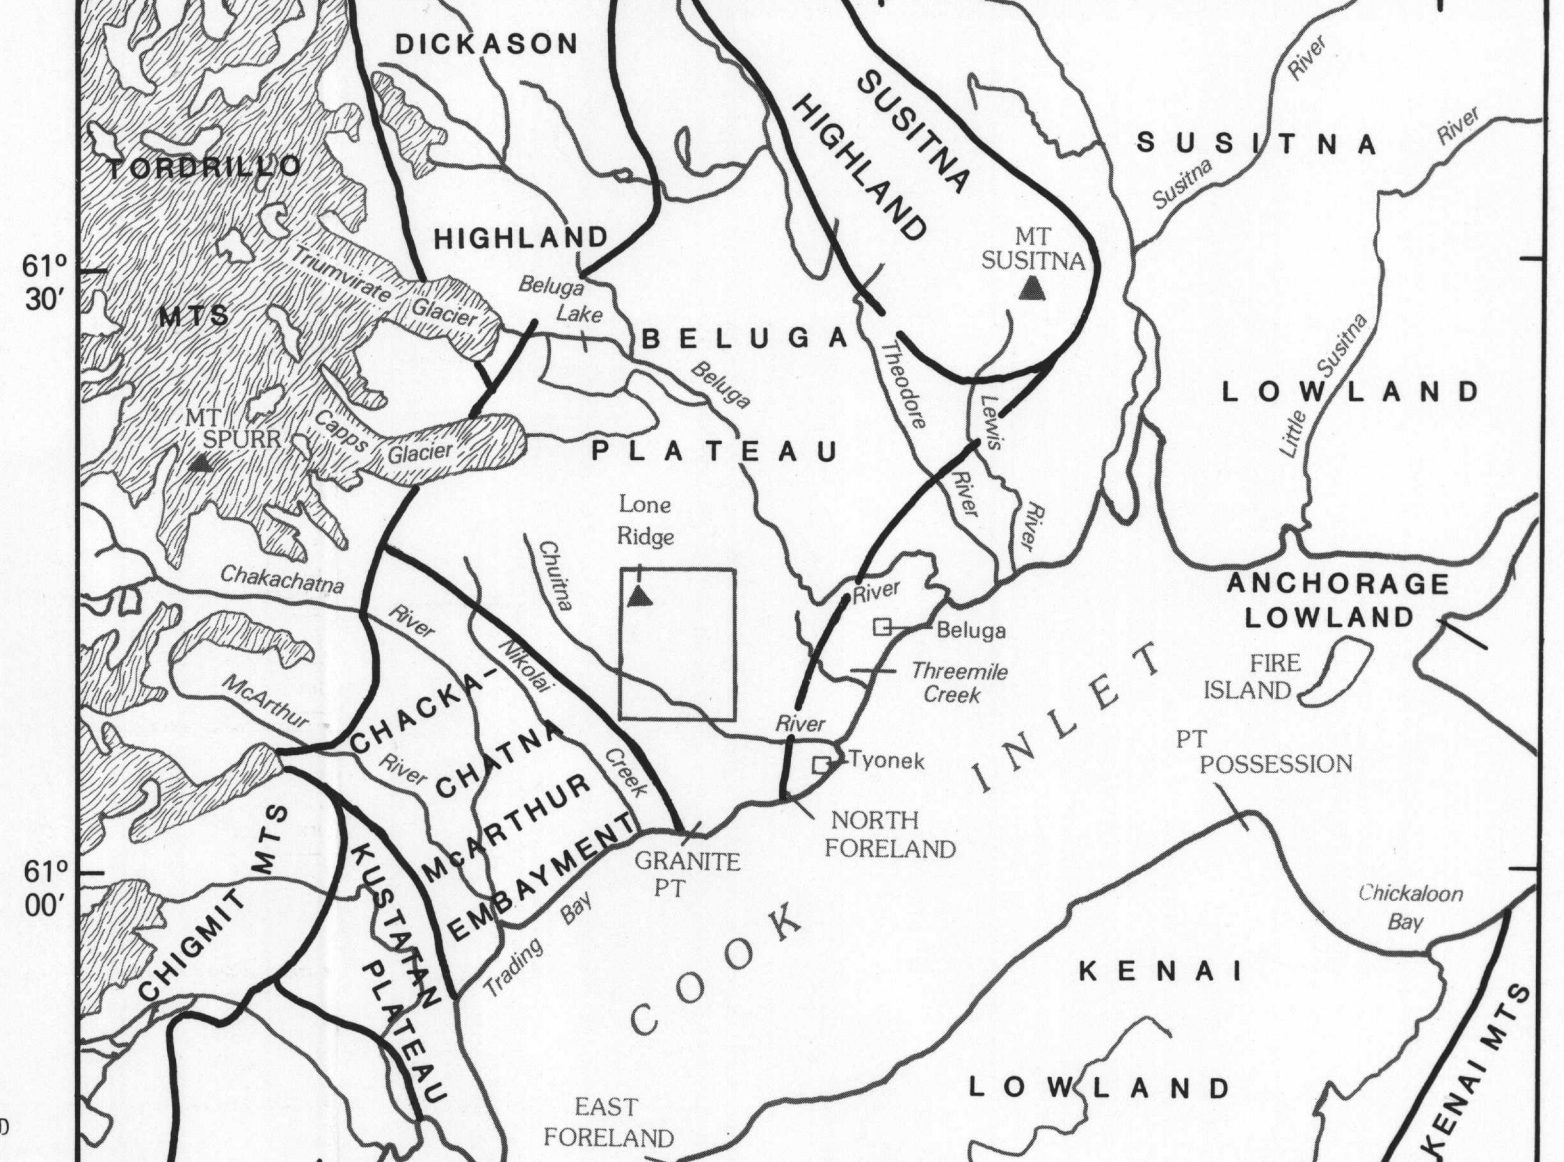 DICKASON
SUSITNA
HIGHLAND
River
SUSITNA
River
TORDRILLO
Susitna
HIGHLAND
MT
SUSITNA
61°
30'
Triumvirate
Glacier
Beluga
Lake
MTS
BELUGA
Susitna
Theodore
Beluga
LOWLAND
MT
SPURR
Capps
Glacier
Lewis
Little
PLATEAU
Lone
Ridge
River
River
Chuitna
Chakachatna
River
ANCHORAGE
LOWLAND
River
Beluga
Nikolai
Threemile
Creek
FIRE
ISLAND
McArthur
CHACKA-
CHATNA
McARTHUR
EMBAYMENT
River
River
INLET
PT
POSSESSION
Creek
Tyonek
MTS
NORTH
FORELAND
GRANITE
PT
61°
00'
KUSTATAN
PLATEAU
Chickaloon
Bay
CHIGMIT
Trading
Bay
COOK
KENAI
LOWLAND
KENAI MTS
EAST
FORELAND
D